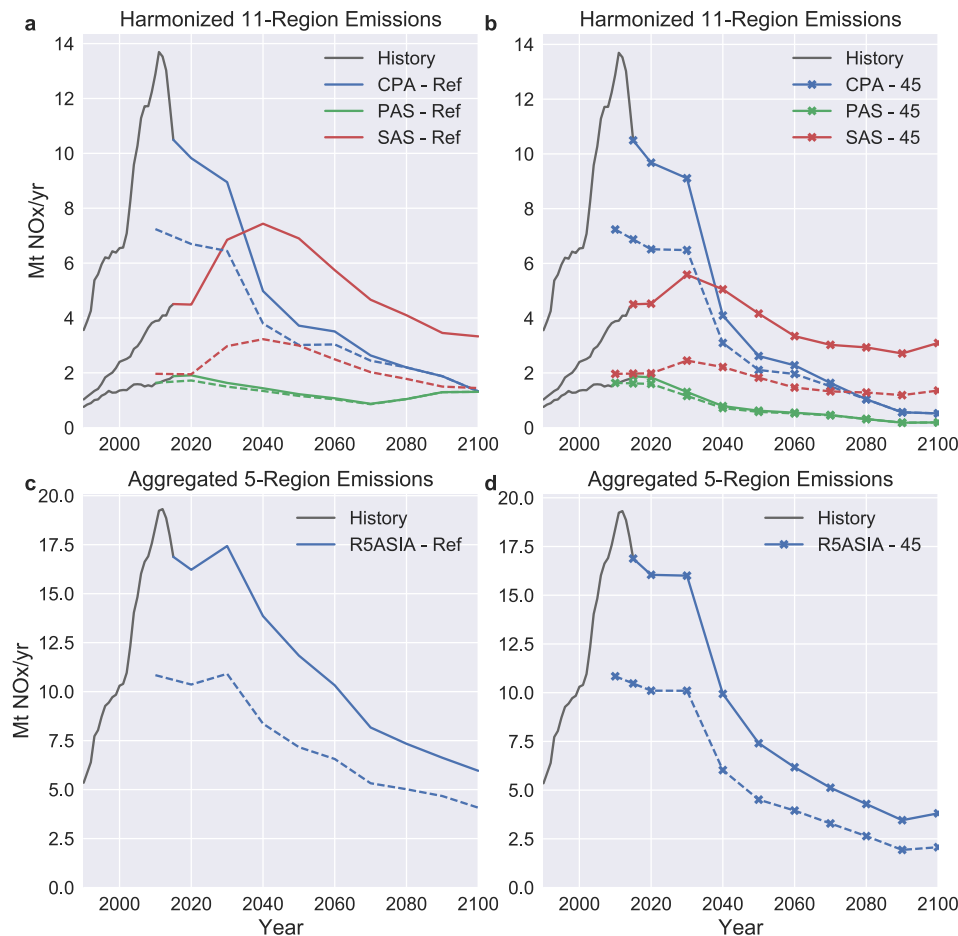 a Harmonized 11-Region Emissions
14
12
10
8
6
4
2
0
Mt NOx/yr
History
CPA - Ref
PAS - Ref
SAS - Ref
2000 2020 2040 2060 2080 2100
b Harmonized 11-Region Emissions
14
12
10
8
6
4
2
0
History
CPA - 45
PAS - 45
SAS - 45
2000 2020 2040 2060 2080 2100
c Aggregated 5-Region Emissions
20.0
17.5
15.0
12.5
10.0
7.5
5.0
2.5
0.0
Mt NOx/yr
History
R5ASIA - Ref
2000 2020 2040 2060 2080 2100
Year
d Aggregated 5-Region Emissions
20.0
17.5
15.0
12.5
10.0
7.5
5.0
2.5
0.0
History
R5ASIA - 45
2000 2020 2040 2060 2080 2100
Year